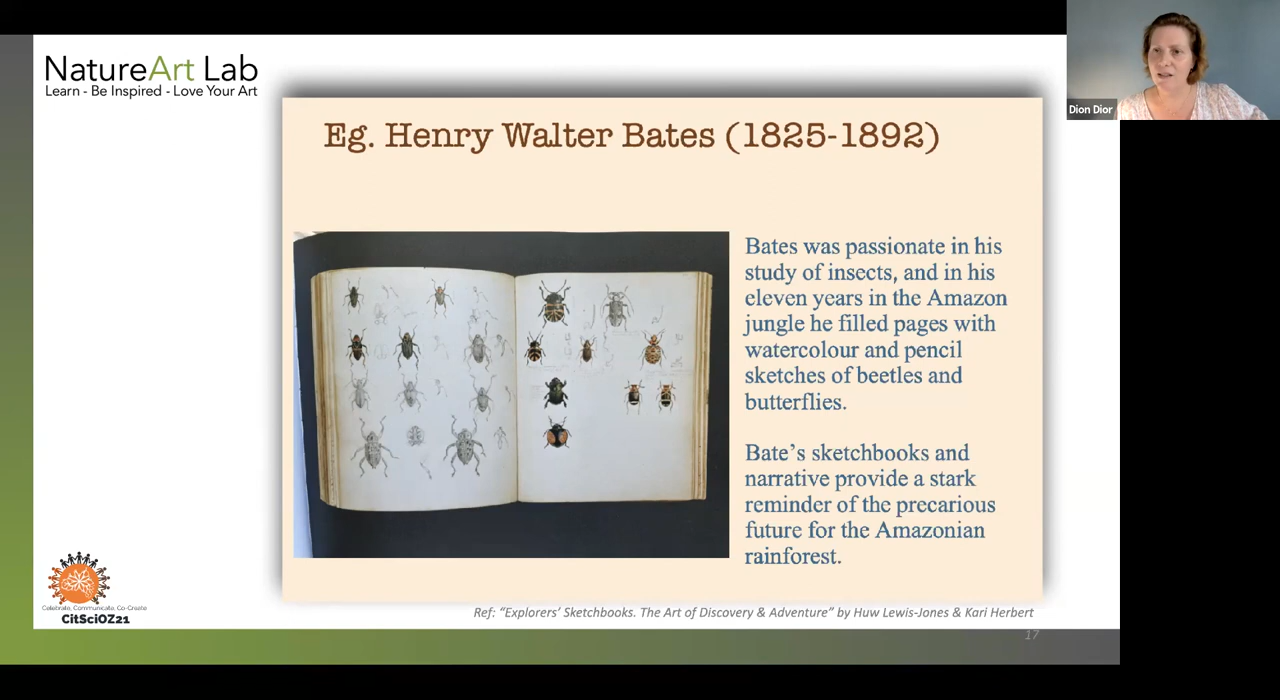 NatureArt Lab
Learn - Be Inspired - Love Your Art
Dion Dior
Eg. Henry Walter Bates (1825-1892)
Bates was passionate in his
study of insects, and in his
eleven years in the Amazon
jungle he filled pages with
watercolour and pencil
sketches of beetles and
butterflies.
Bate’s sketchbooks and
narrative provide a stark
reminder of the precarious
future for the Amazonian
rainforest.
Ref: “Explorers’ Sketchbooks. The Art of Discovery & Adventure” by Huw Lewis-Jones & Kari Herbert
Celebrate, Communicate, Co-Create
CitSciOZ21
17